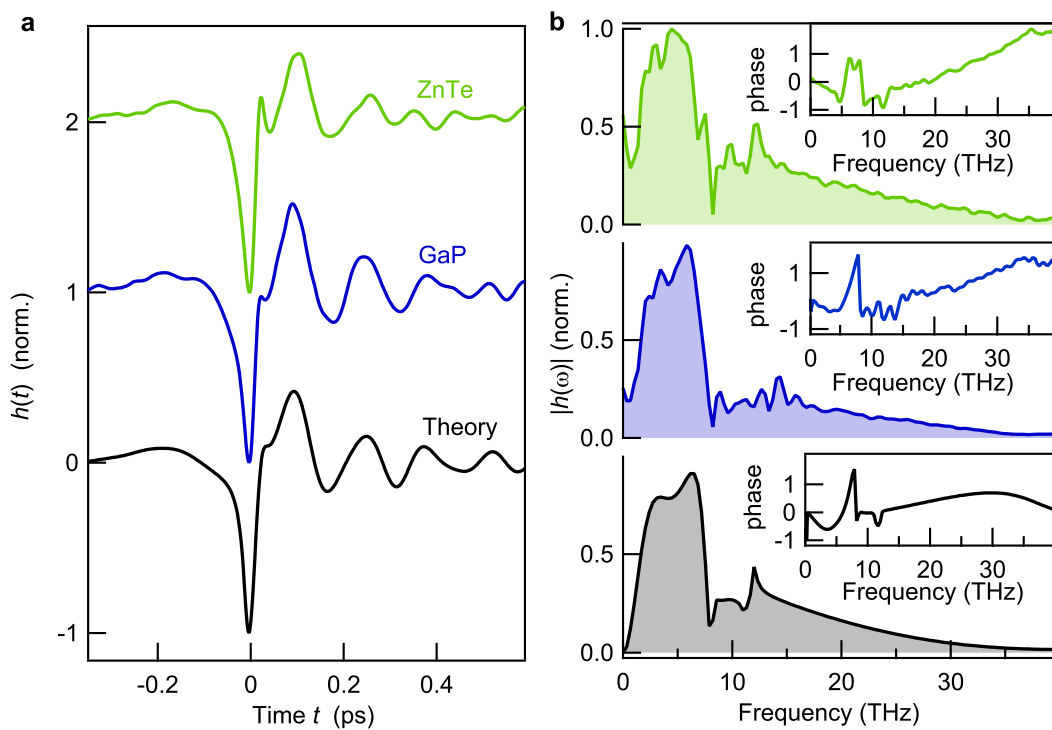 a
h(t) (norm.)
2
1
0
-1
ZnTe
GaP
Theory
-0.2
0
0.2
0.4
Time t (ps)
b
|h(ω)| (norm.)
1.0
0.5
0.0
phase
1
0
-1
0
10
20
30
Frequency (THz)
0.5
0.0
phase
1
-1
0
10
20
30
Frequency (THz)
0.5
0.0
phase
1
0
-1
0
10
20
30
Frequency (THz)
0
10
20
30
Frequency (THz)